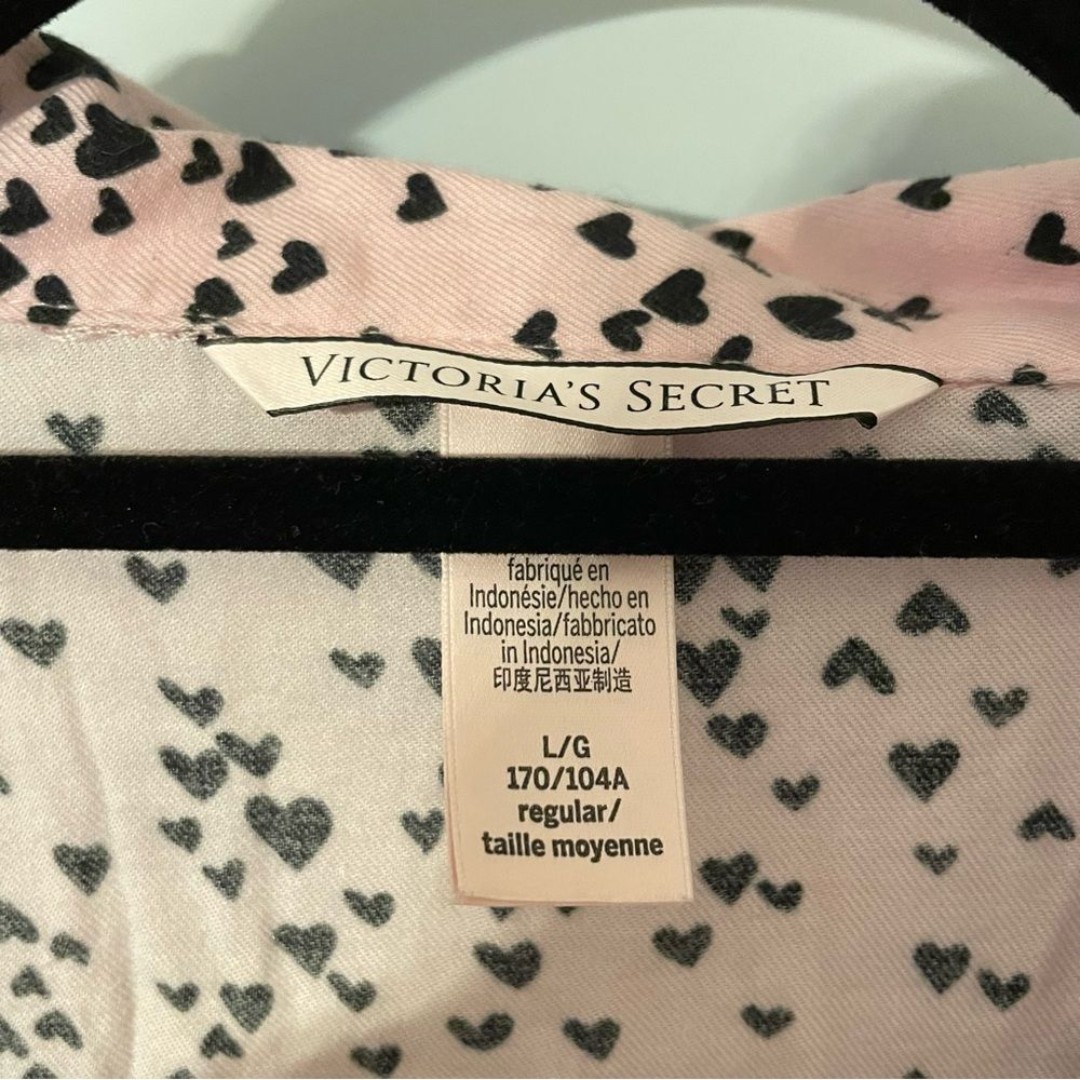 VICTORIA'S SECRET
fabriqué en
Indonésie/hecho en
Indonesia/fabbricato
in Indonesia/
印度尼西亚制造
L/G
170/104A
regular/
taille moyenne